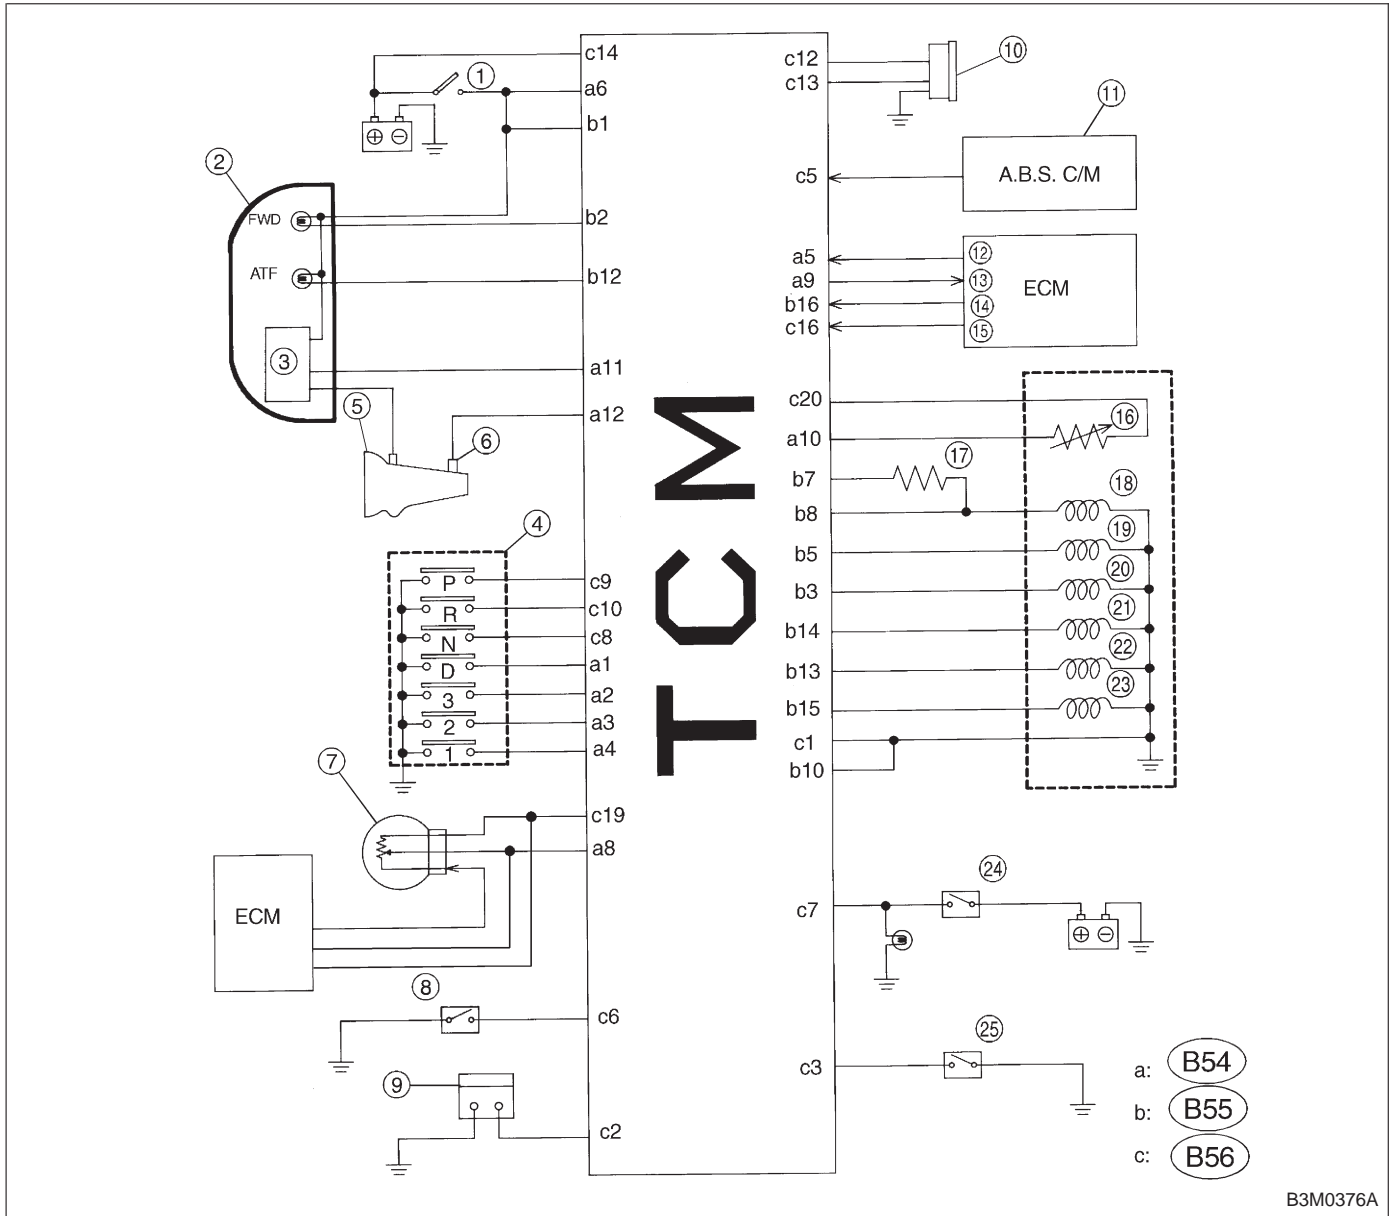 c14
a6
b1
b2
b12
a11
a12
c9
c10
c8
a1
a2
a3
a4
c19
a8
c6
c2
1
2
FWD
ATF
3
5
6
4
P
R
N
D
3
2
1
7
ECM
8
9
TCM
c12
c13
c5
a5
a9
b16
c16
c20
a10
b7
b8
b5
b3
b14
b13
b15
c1
b10
c7
c3
10
11
A.B.S. C/M
12
13
14
15
ECM
16
17
18
19
20
21
22
23
24
25
+ −
+ −
a: B54
b: B55
c: B56
B3M0376A